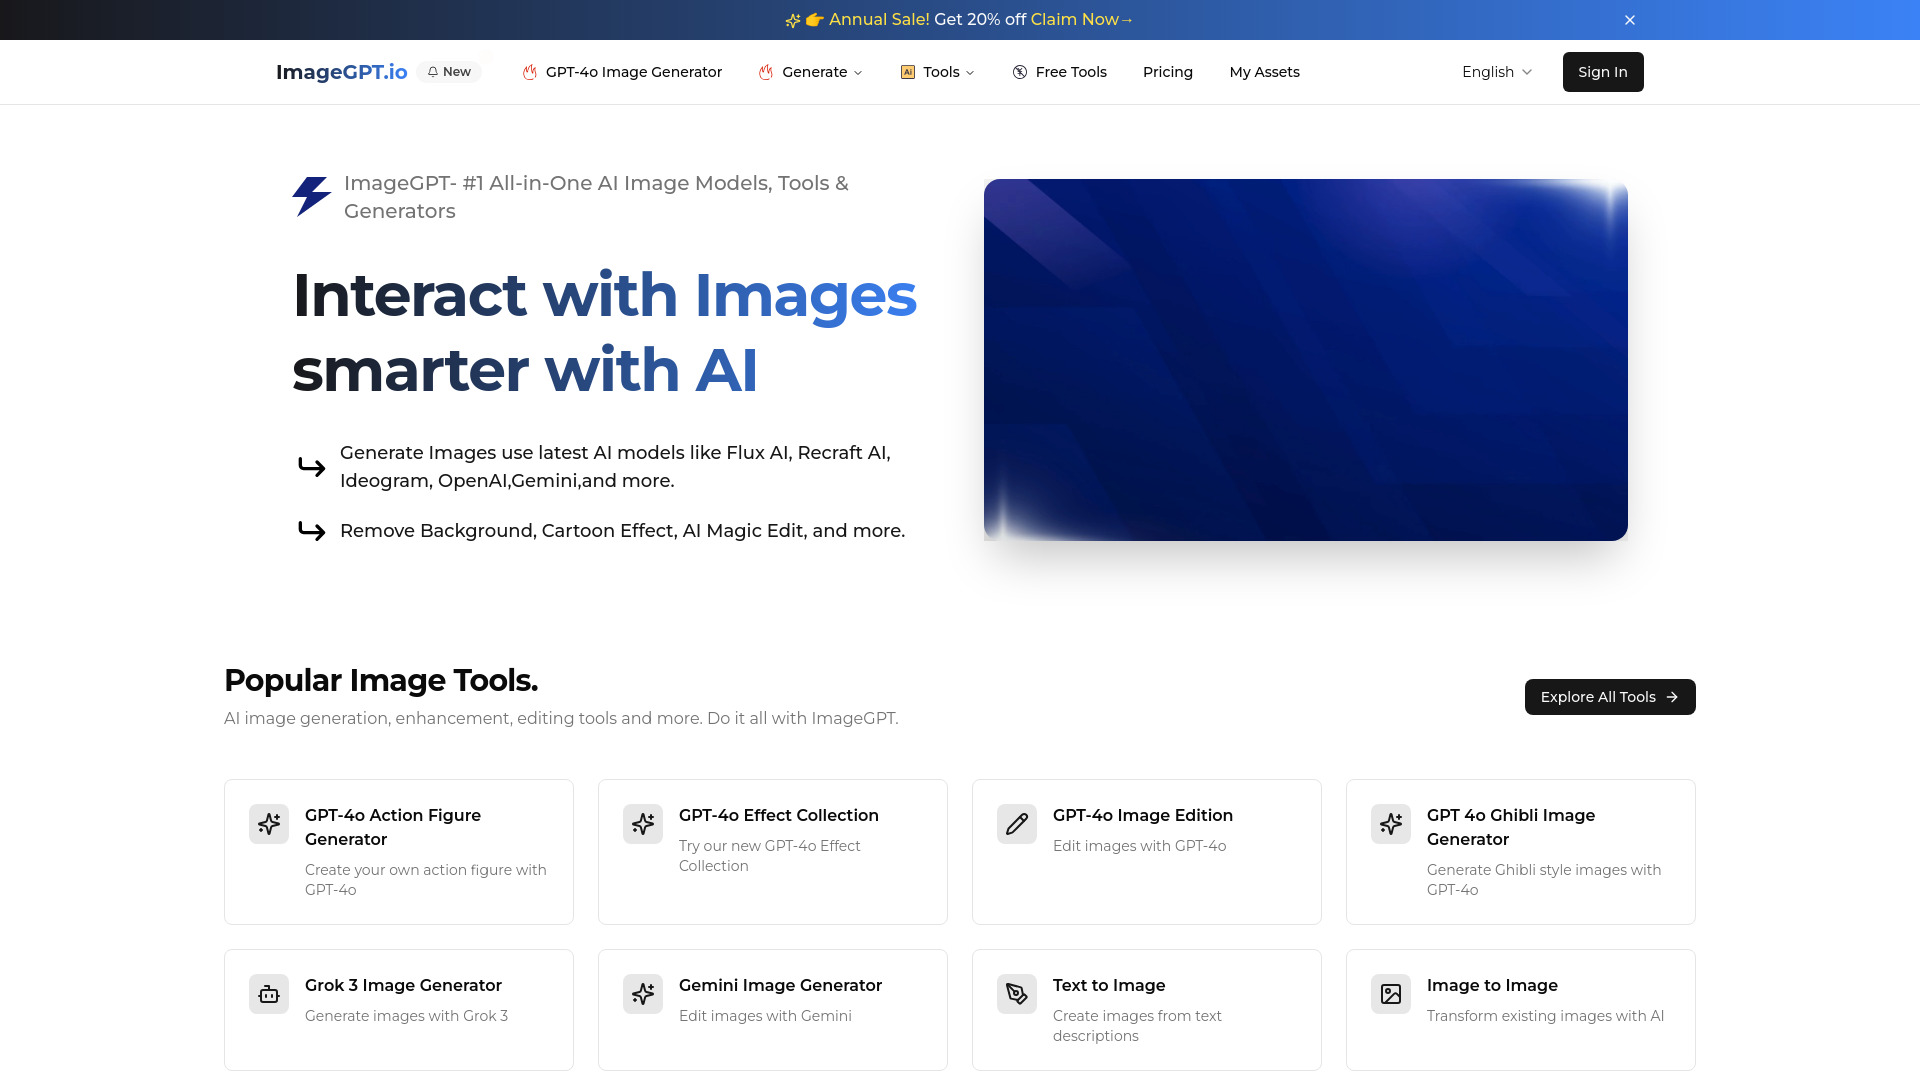 👉 Annual Sale! Get 20% off Claim Now→
ImageGPT.io New GPT-4o Image Generator Generate Tools Free Tools Pricing My Assets English Sign In
ImageGPT- #1 All-in-One AI Image Models, Tools &
Generators
Interact with Images
smarter with AI
Generate Images use latest AI models like Flux AI, Recraft AI,
Ideogram, OpenAI,Gemini,and more.
Remove Background, Cartoon Effect, AI Magic Edit, and more.
Popular Image Tools.
AI image generation, enhancement, editing tools and more. Do it all with ImageGPT.
Explore All Tools →
GPT-4o Action Figure
Generator
Create your own action figure with
GPT-4o
GPT-4o Effect Collection
Try our new GPT-4o Effect
Collection
GPT-4o Image Edition
Edit images with GPT-4o
GPT 4o Ghibli Image
Generator
Generate Ghibli style images with
GPT-4o
Grok 3 Image Generator
Generate images with Grok 3
Gemini Image Generator
Edit images with Gemini
Text to Image
Create images from text
descriptions
Image to Image
Transform existing images with AI